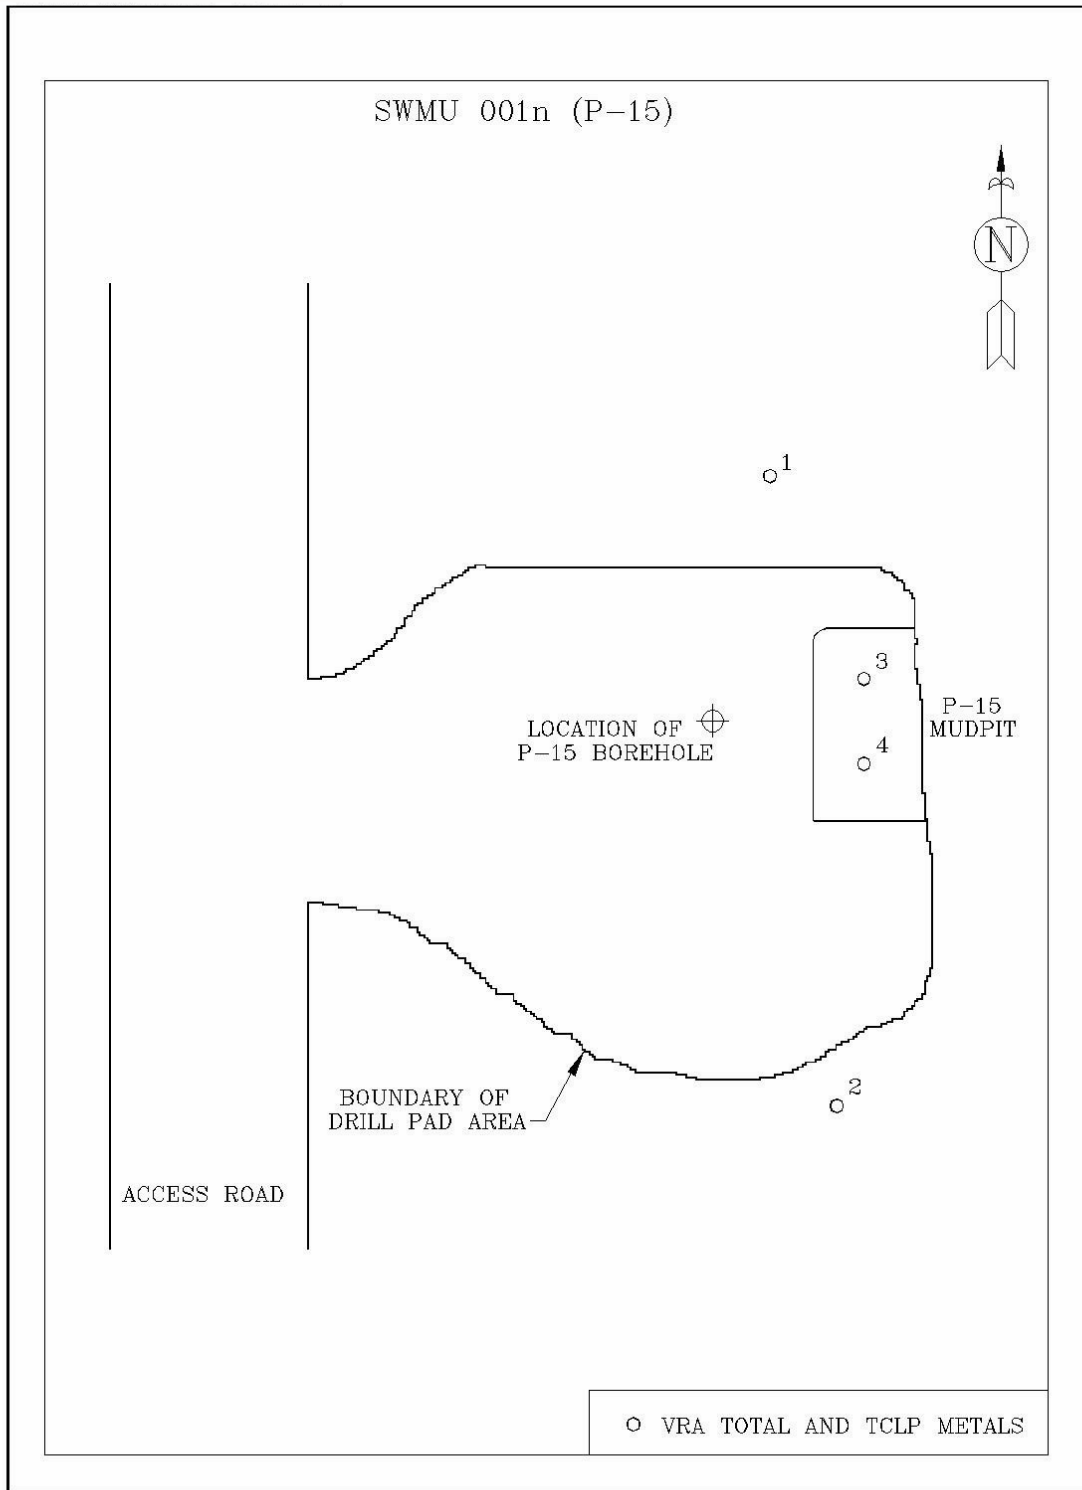 SWMU 001n (P-15)
N
1
3
P-15
MUDPIT
LOCATION OF
P-15 BOREHOLE
4
2
BOUNDARY OF
DRILL PAD AREA
ACCESS ROAD
VRA TOTAL AND TCLP METALS